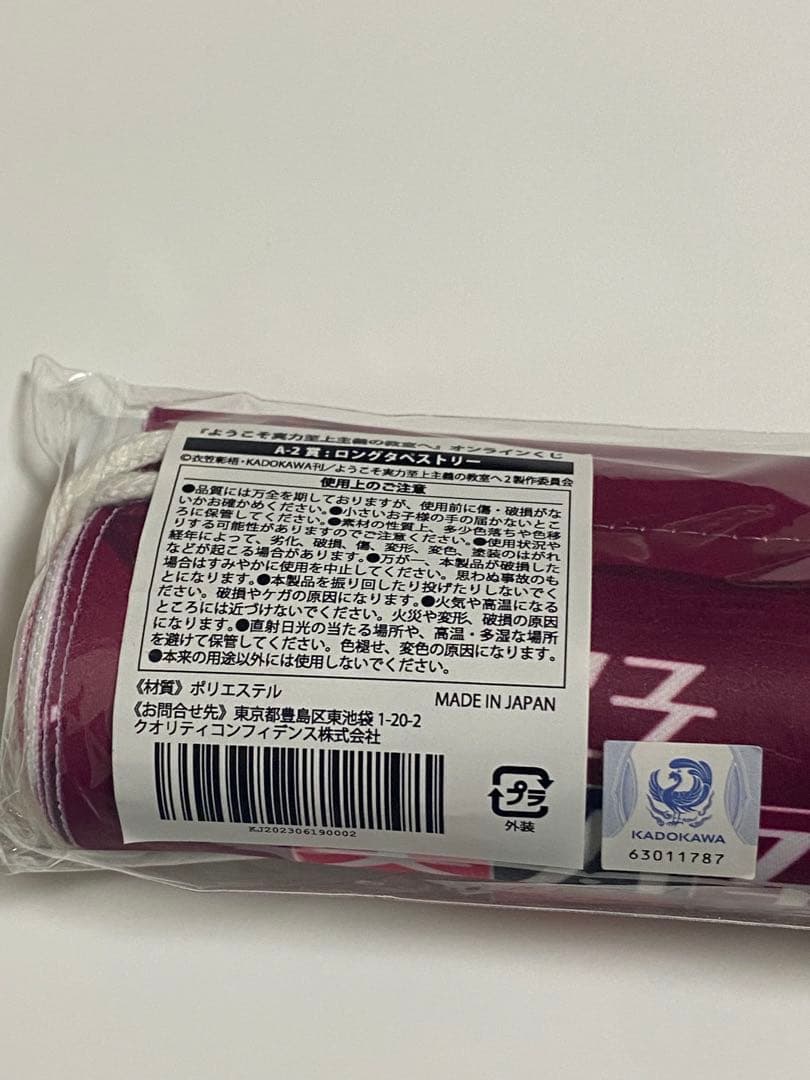 『ようこそ実力至上主義の教室へ』オンラインくじ
A-2賞：ロングタペストリー
©衣笠彰梧・KADOKAWA刊/ようこそ実力至上主義の教室へ2製作委員会
使用上のご注意
●品質には万全を期しておりますが、使用前に傷・破損がな
いかお確かめください。●小さいお子様の手の届かないとこ
ろに保管してください。●素材の性質上、多少色落ちや色移
りする可能性がありますのでご注意ください。●使用状況や
経年によって、劣化、破損、傷、変形、変色、塗装のはがれ
などが起こる場合があります。●万が一、本製品が破損した
場合はすみやかに使用を中止してください。思わぬ事故のも
とになります。●本製品を振り回したり投げたりしないでく
ださい。破損やケガの原因になります。●火気や高温になる
ところには近づけないでください。火災や変形、破損の原因
になります。●直射日光の当たる場所や、高温・多湿な場所
を避けて保管してください。色褪せ、変色の原因になります。
●本来の用途以外には使用しないでください。
《材質》ポリエステル
MADE IN JAPAN
《お問合せ先》東京都豊島区東池袋1-20-2
クオリティコンフィデンス株式会社
KJ202306190002
プラ
外装
KADOKAWA
63011787